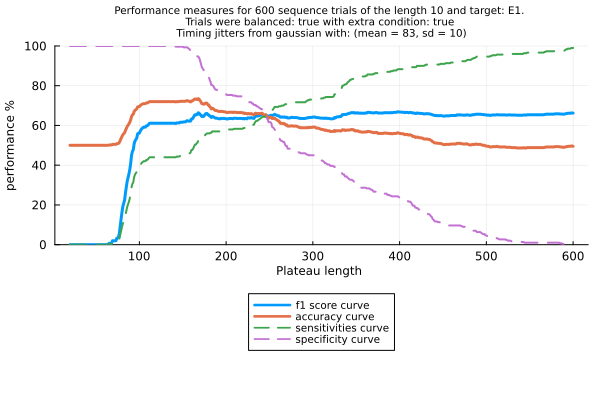 Performance measures for 600 sequence trials of the length 10 and target: E1.
Trials were balanced: true with extra condition: true
Timing jitters from gaussian with: (mean = 83, sd = 10)
100
80
60
40
20
0
performance %
100 200 300 400 500 600
Plateau length
f1 score curve
accuracy curve
sensitivities curve
specificity curve